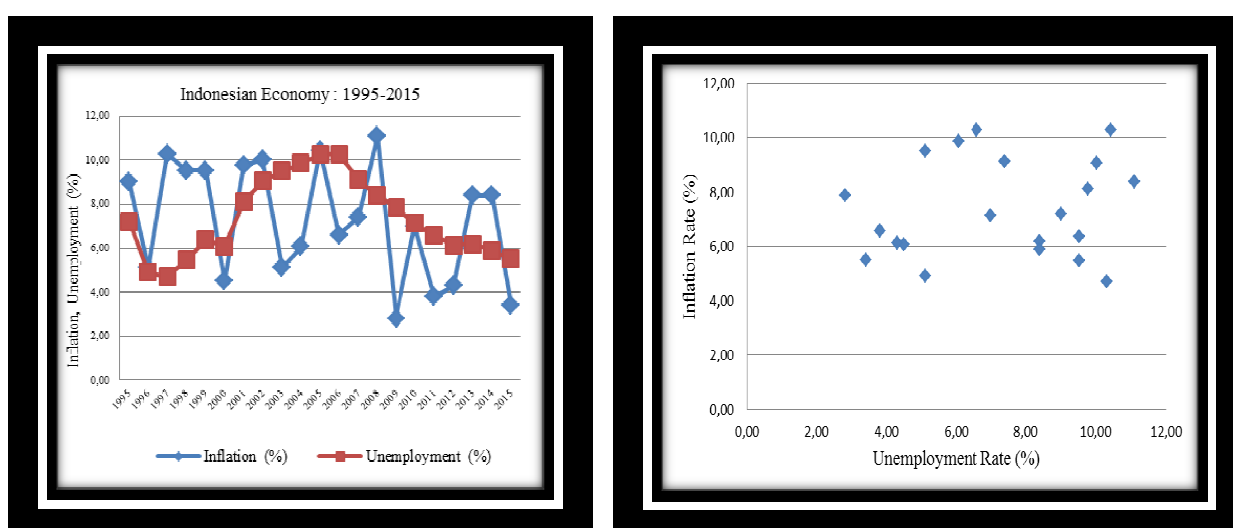 Indonesian Economy : 1995-2015
Inflation, Unemployment (%)
12,00
10,00
8,00
6,00
4,00
2,00
0,00
1995 1996 1997 1998 1999 2000 2001 2002 2003 2004 2005 2006 2007 2008 2009 2010 2011 2012 2013 2014 2015
Inflation (%) Unemployment (%)
Inflation Rate (%)
12,00
10,00
8,00
6,00
4,00
2,00
0,00
0,00 2,00 4,00 6,00 8,00 10,00 12,00
Unemployment Rate (%)